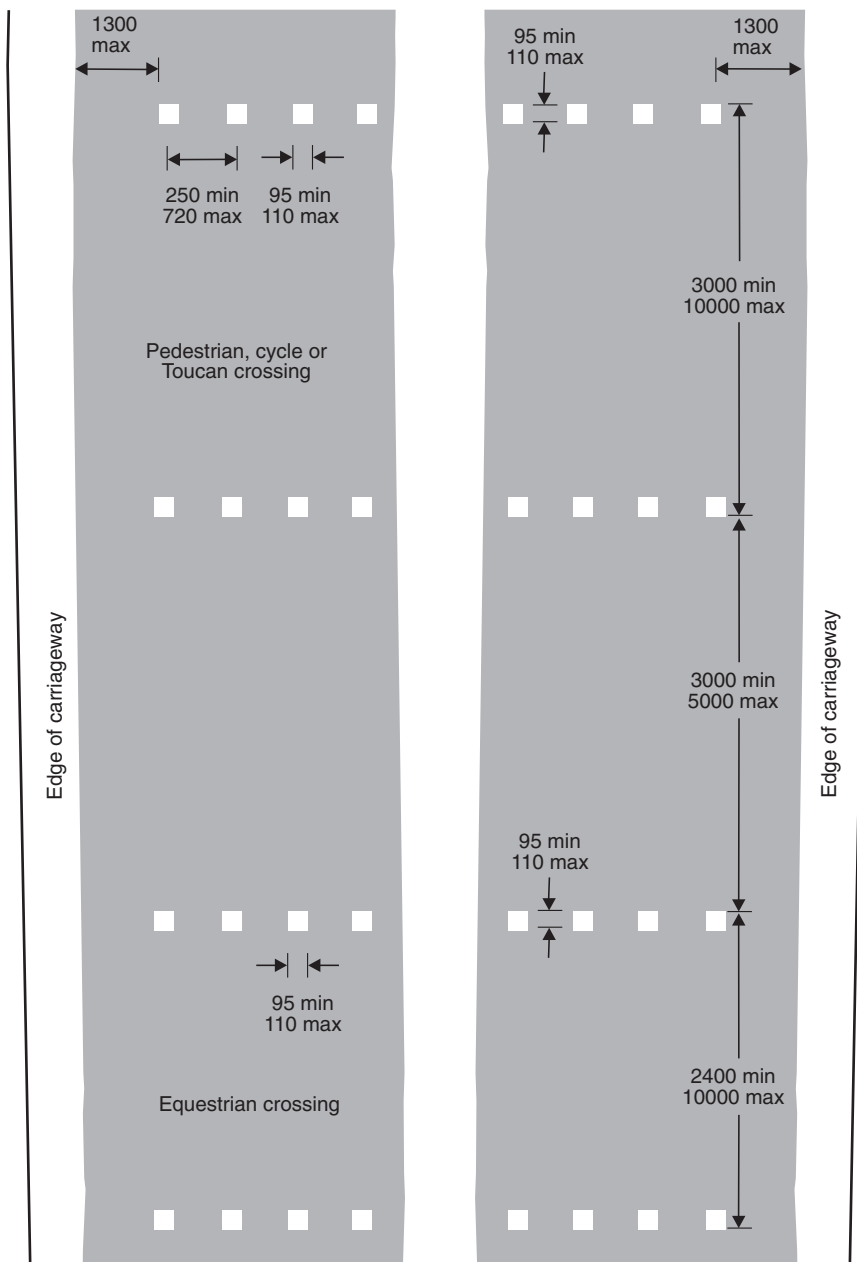 1300
max
95 min
110 max
1300
max
250 min
720 max
95 min
110 max
3000 min
10000 max
Pedestrian, cycle or
Toucan crossing
Edge of carriageway
3000 min
5000 max
Edge of carriageway
95 min
110 max
95 min
110 max
2400 min
10000 max
Equestrian crossing